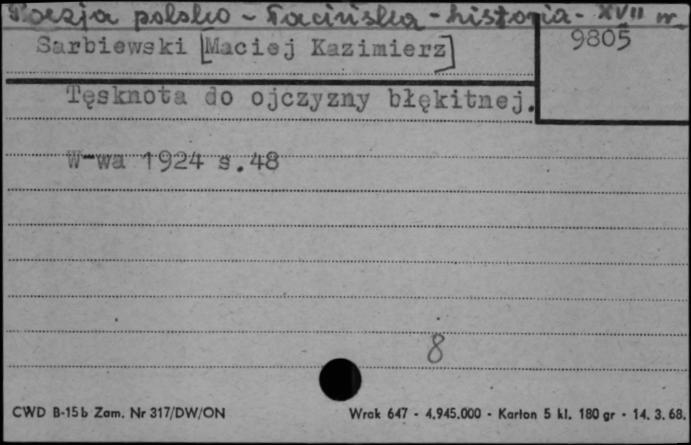 Poezja polsko - łacińska - historia - XVII w.
Sarbiewski [Maciej Kazimierz]
9805
Tęsknota do ojczyzny błękitnej.
W-wa 1924 s.48
8
CWD B-15b Zam. Nr 317/DW/ON
Wrak 647 - 4.945.000 - Karton 5 kl. 180 gr - 14. 3. 68.